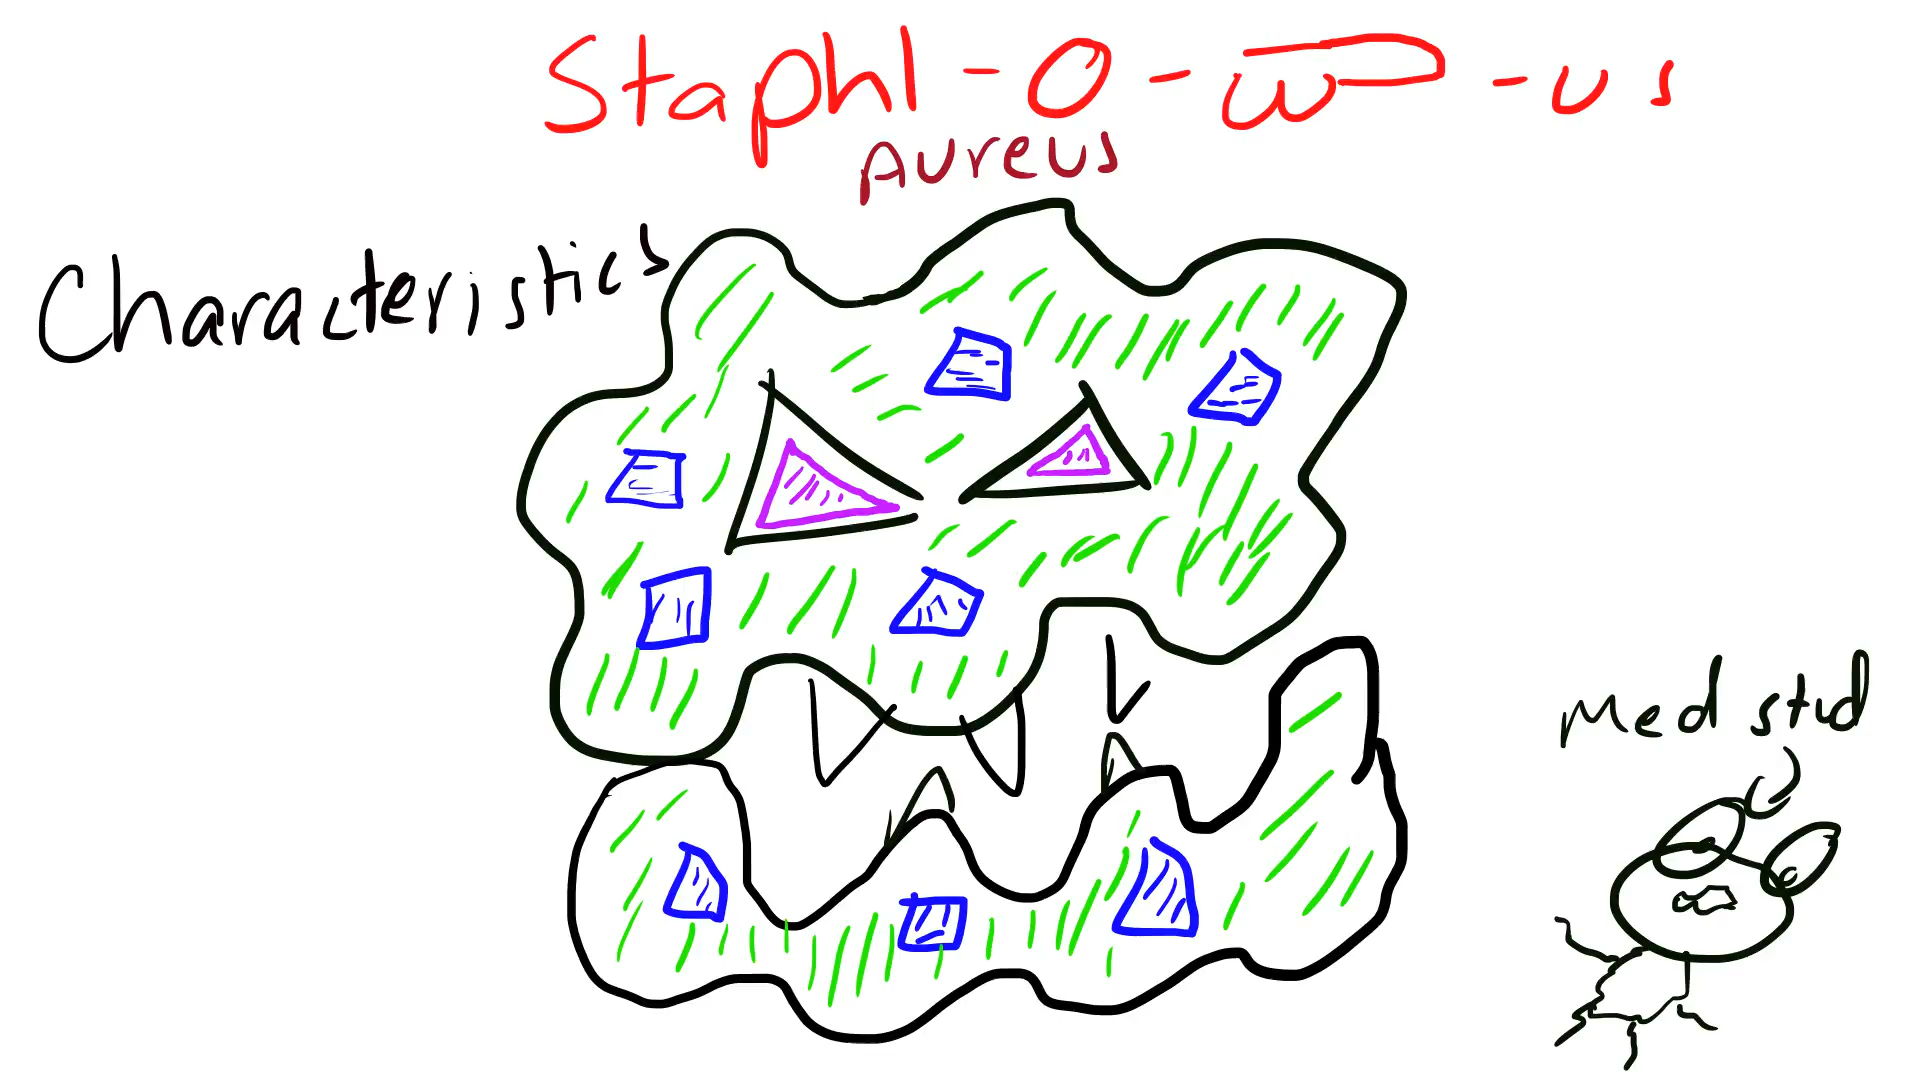 Staphl-O-ω-us
Aureus
Characteristics
Med stud